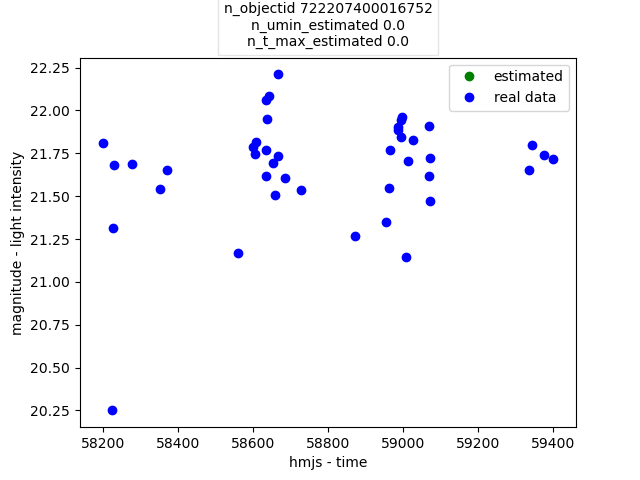 n_objectid 722207400016752
n_umin_estimated 0.0
n_t_max_estimated 0.0
estimated
real data
22.25
22.00
21.75
21.50
21.25
21.00
20.75
20.50
20.25
magnitude - light intensity
58200 58400 58600 58800 59000 59200 59400
hmjs - time